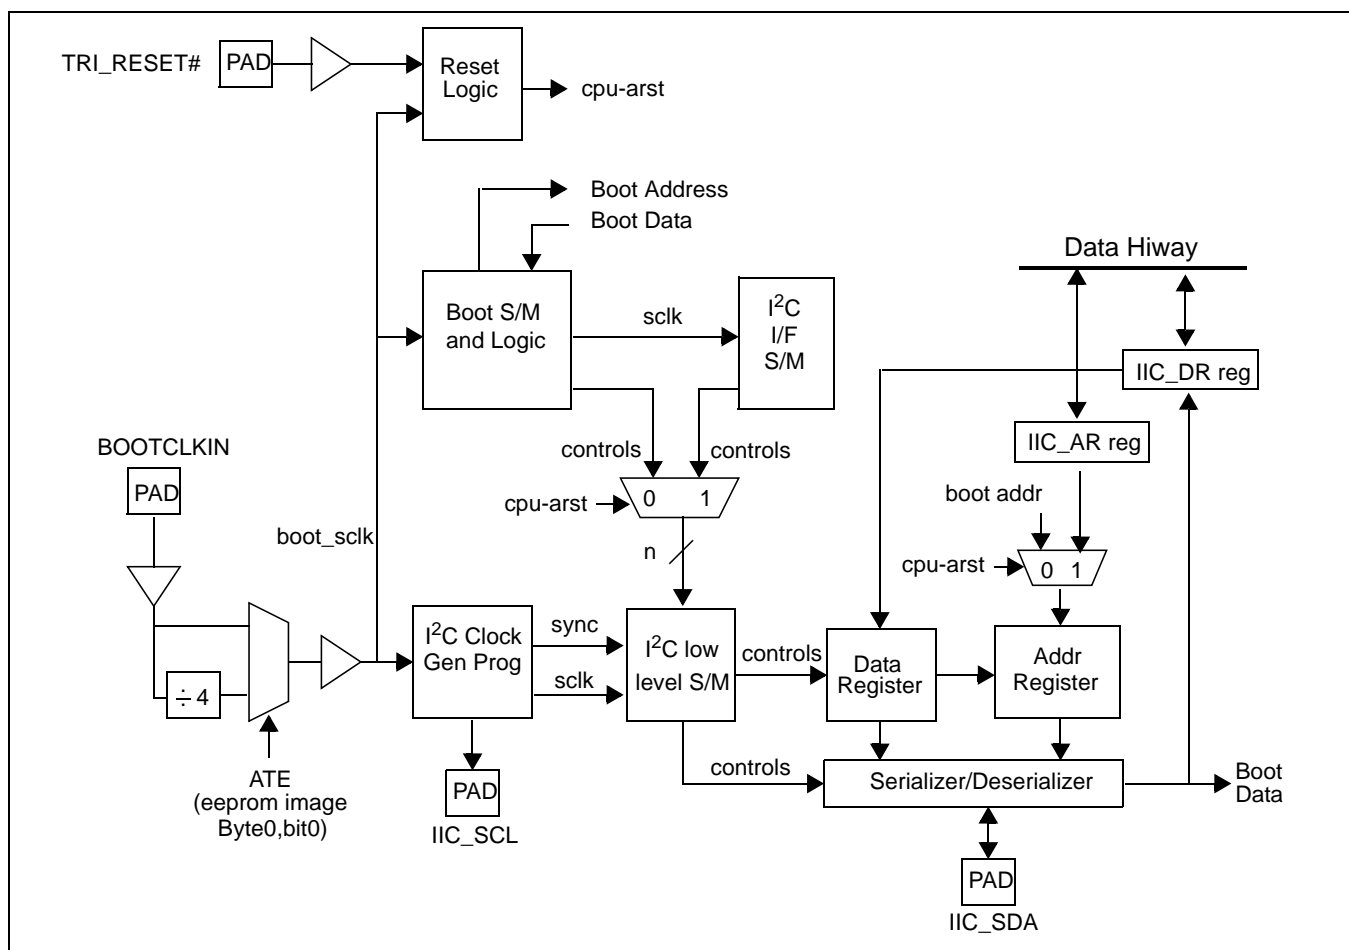 TRI_RESET#
PAD
Reset
Logic
cpu-arst
Boot Address
Boot Data
Data Hiway
Boot S/M
and Logic
sclk
I²C
I/F
S/M
IIC_DR reg
IIC_AR reg
BOOTCLKIN
PAD
controls
controls
0 1
cpu-arst
boot addr
n
boot_sclk
cpu-arst
0 1
I²C Clock
Gen Prog
sync
sclk
I²C low
level S/M
controls
Data
Register
Addr
Register
÷ 4
ATE
(eeprom image
Byte0,bit0)
PAD
IIC_SCL
controls
Serializer/Deserializer
Boot
Data
PAD
IIC_SDA